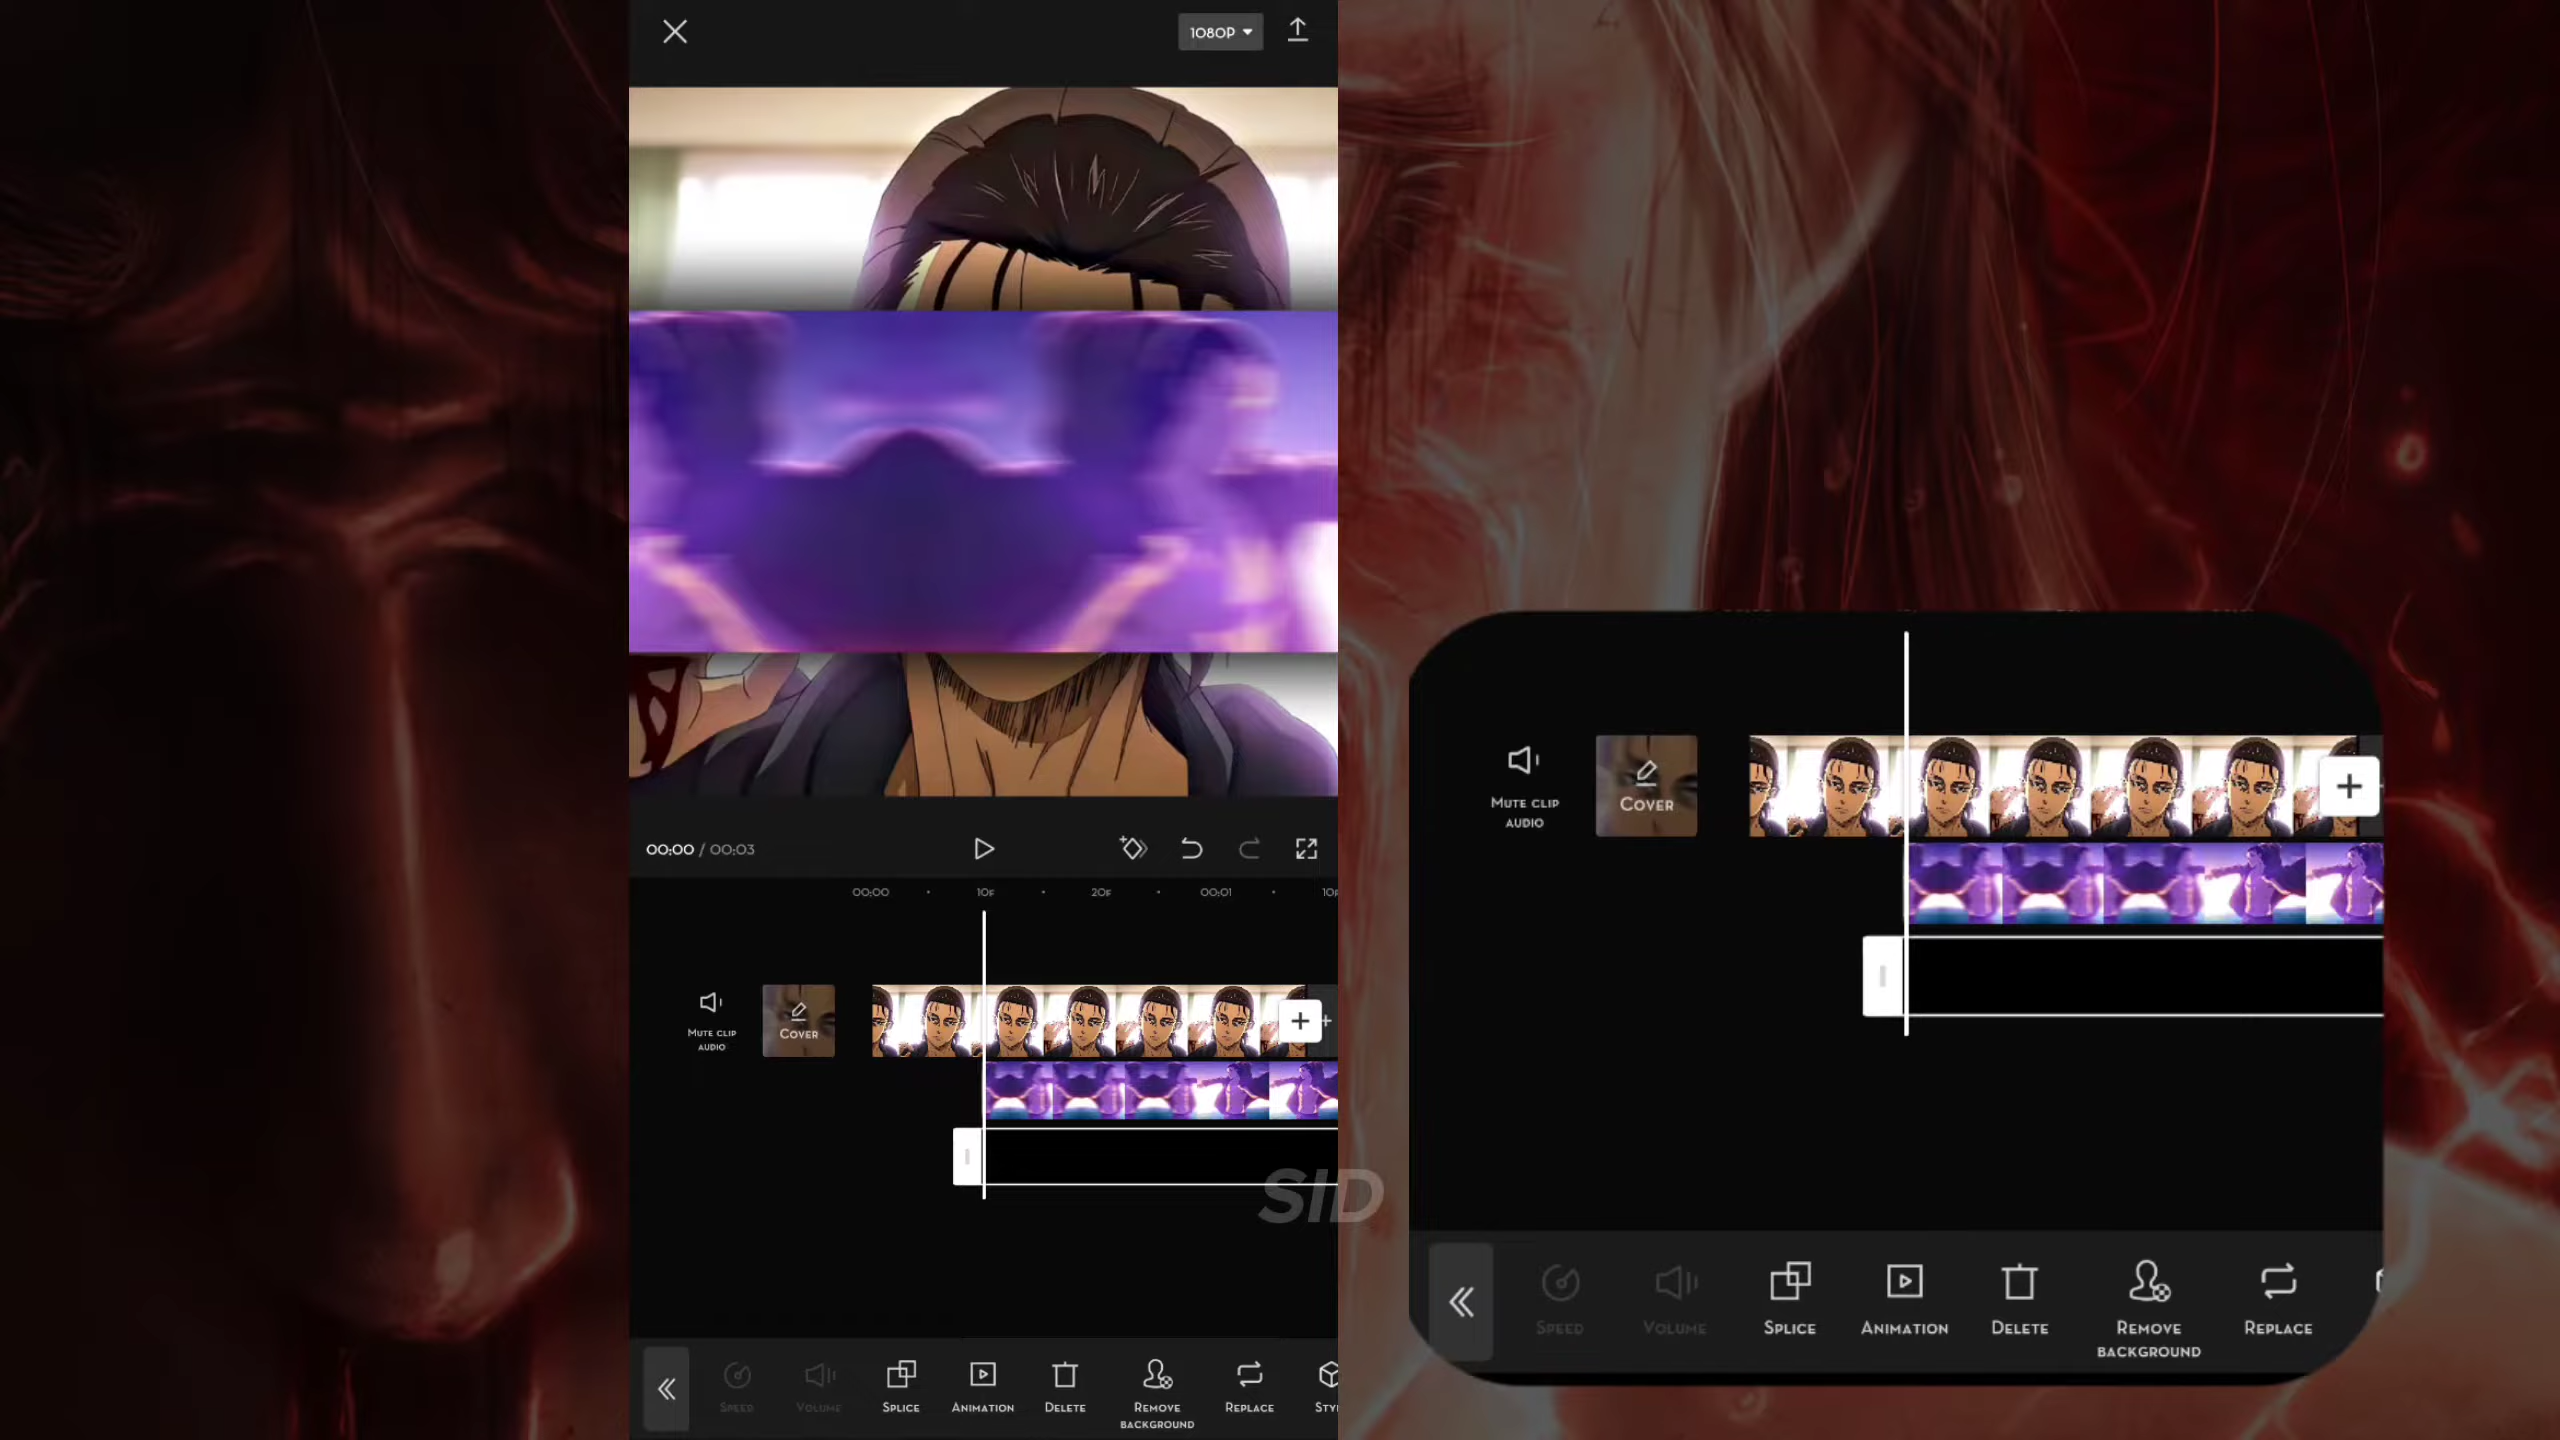 1080P
00:00 / 00:03
00:00 10F 20F 00:01
MUTE CLIP
AUDIO
COVER
SPEED VOLUME SPLICE ANIMATION DELETE REMOVE
BACKGROUND REPLACE
SID
MUTE CLIP
AUDIO
COVER
SPEED VOLUME SPLICE ANIMATION DELETE REMOVE
BACKGROUND REPLACE